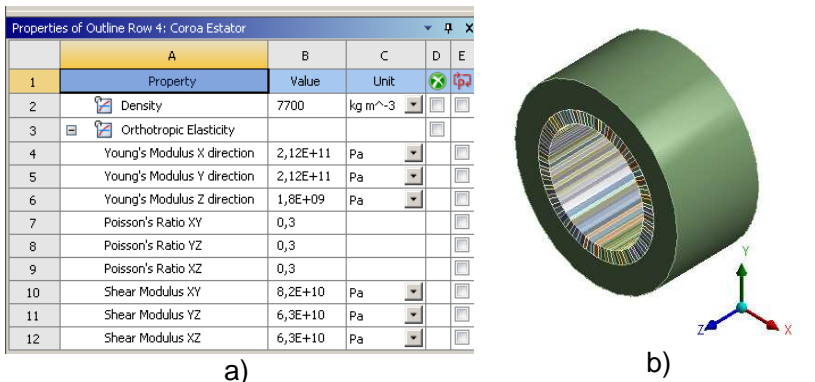 Properties of Outline Row 4: Coroa Estator
A B C D E
1 Property Value Unit
2 Density 7700 kg m^-3
3 Orthotropic Elasticity
4 Young's Modulus X direction 2,12E+11 Pa
5 Young's Modulus Y direction 2,12E+11 Pa
6 Young's Modulus Z direction 1,8E+09 Pa
7 Poisson's Ratio XY 0,3
8 Poisson's Ratio YZ 0,3
9 Poisson's Ratio XZ 0,3
10 Shear Modulus XY 8,2E+10 Pa
11 Shear Modulus YZ 6,3E+10 Pa
12 Shear Modulus XZ 6,3E+10 Pa
a)
Y
Z X
b)